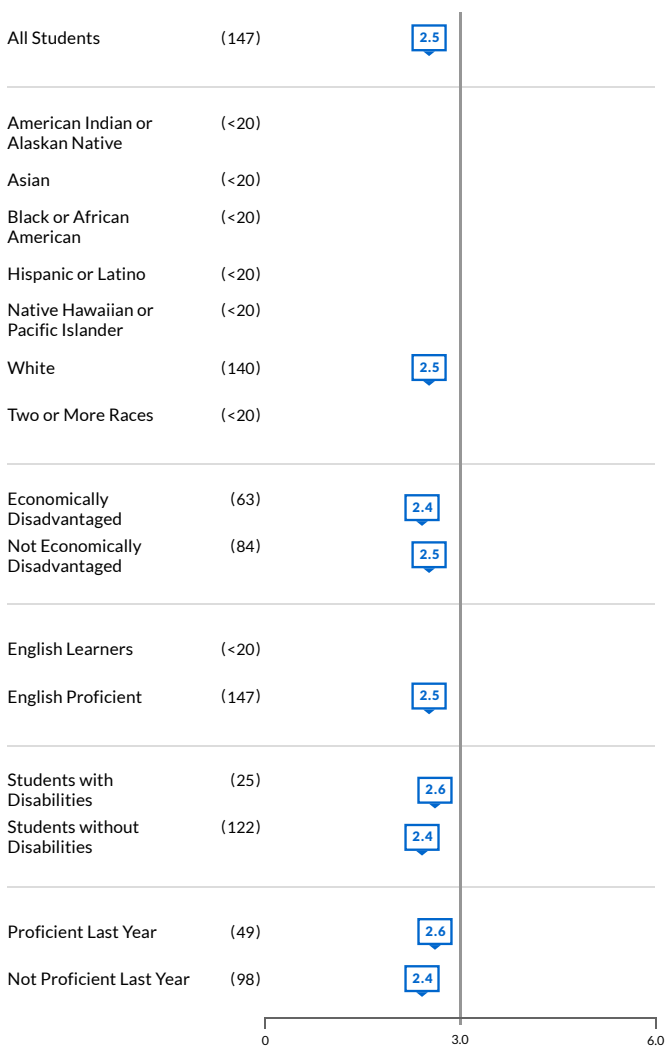 All Students (147) 2.5
American Indian or (<20)
Alaskan Native
Asian (<20)
Black or African (<20)
American
Hispanic or Latino (<20)
Native Hawaiian or (<20)
Pacific Islander
White (140) 2.5
Two or More Races (<20)
Economically (63) 2.4
Disadvantaged
Not Economically (84) 2.5
Disadvantaged
English Learners (<20)
English Proficient (147) 2.5
Students with (25) 2.6
Disabilities
Students without (122) 2.4
Disabilities
Proficient Last Year (49) 2.6
Not Proficient Last Year (98) 2.4
0 3.0 6.0